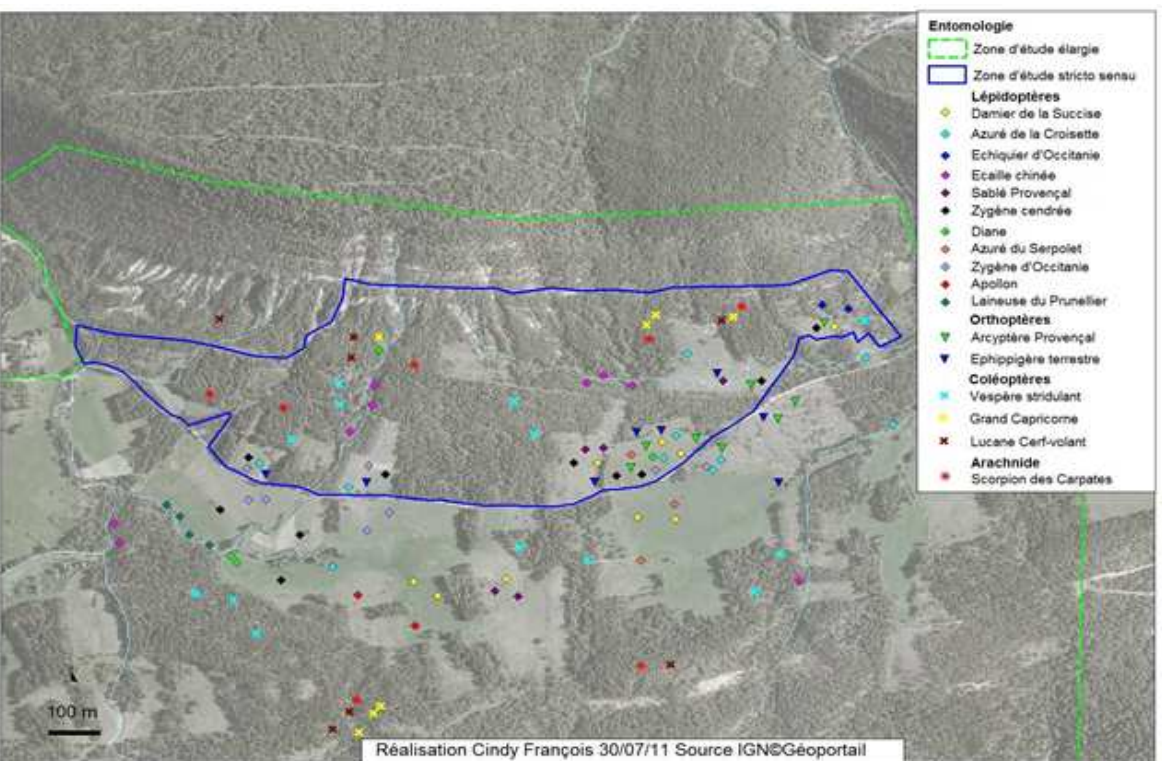 Entomologie
Zone d'étude élargie
Zone d'étude stricto sensu
Lépidoptères
Damier de la Succise
Azuré de la Croisette
Echiquier d'Occitanie
Ecaille chinée
Sablé Provençal
Zygène cendrée
Diane
Azuré du Serpolet
Zygène d'Occitanie
Apollon
Laineuse du Prunellier
Orthoptères
Arcyptère Provençal
Ephippigère terrestre
Coléoptères
Vespère stridulant
Grand Capricorne
Lucane Cerf-volant
Arachnide
Scorpion des Carpates
100 m
Réalisation Cindy François 30/07/11 Source IGN©Géoportail